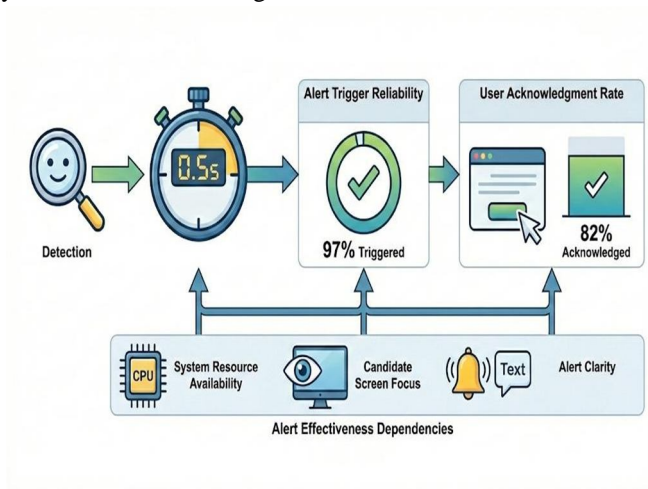 Alert Trigger Reliability
User Acknowledgment Rate
0.5s
Detection
97% Triggered
82%
Acknowledged
CPU
System Resource
Availability
Candidate
Screen Focus
Text
Alert Clarity
Alert Effectiveness Dependencies